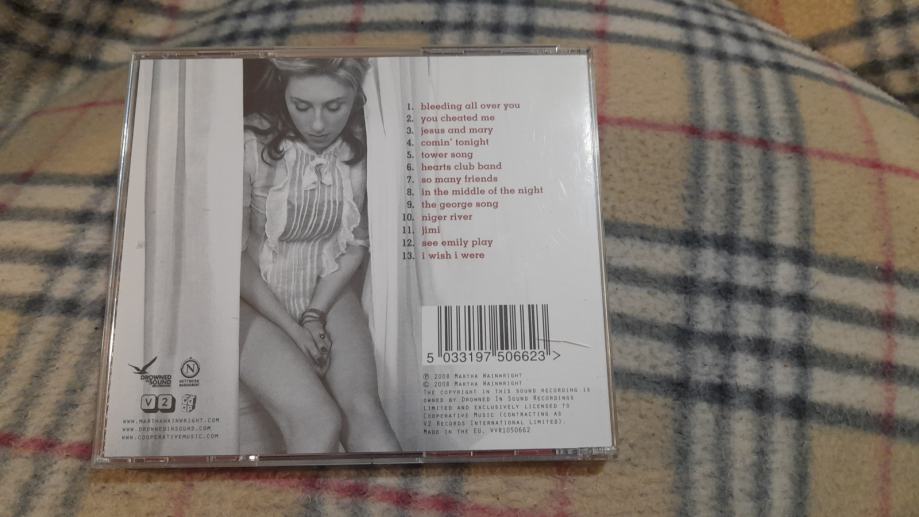 1. bleeding all over you
2. you cheated me
3. jesus and mary
4. comin' tonight
5. tower song
6. hearts club band
7. so many friends
8. in the middle of the night
9. the george song
10. niger river
11. jimi
12. see emily play
13. i wish i were
5 033197 506623 >
℗ 2008 Martha Wainwright
© 2008 Martha Wainwright
The copyright in this sound recording is
owned by Drowned In Sound Recordings
Limited and exclusively licensed to
Cooperative Music (contracting as
V2 Records International Limited).
Made in the EU. VVR1050662
DROWNED
IN SOUND
N
NETTWERK
MANAGEMENT
V 2
www.marthawainwright.com
www.drownedinsound.com
www.cooperativemusic.com